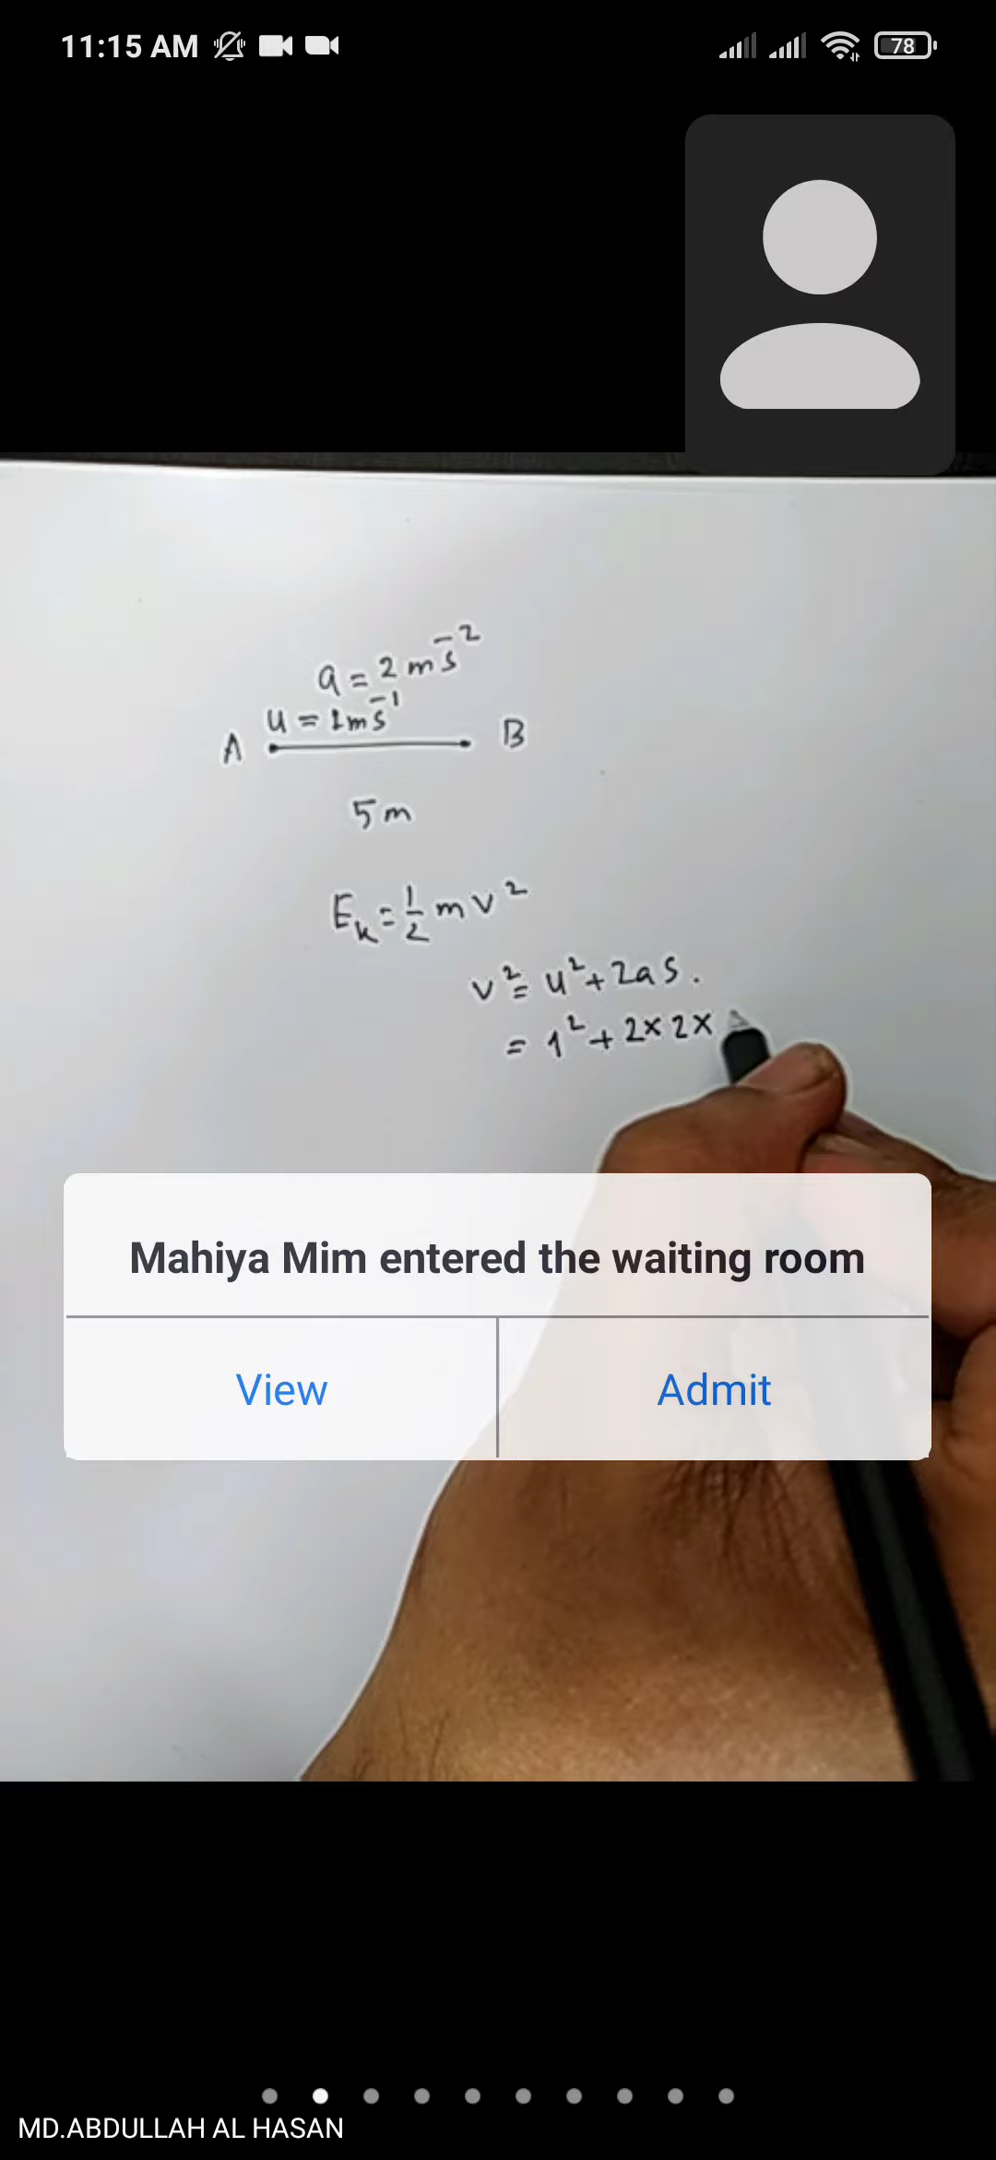 11:15 AM
78
a = 2 ms⁻²
u = 1ms⁻¹
A B
5m
Eₖ = ½ mv²
v² = u² + 2as.
= 1² + 2× 2×
Mahiya Mim entered the waiting room
View Admit
MD.ABDULLAH AL HASAN